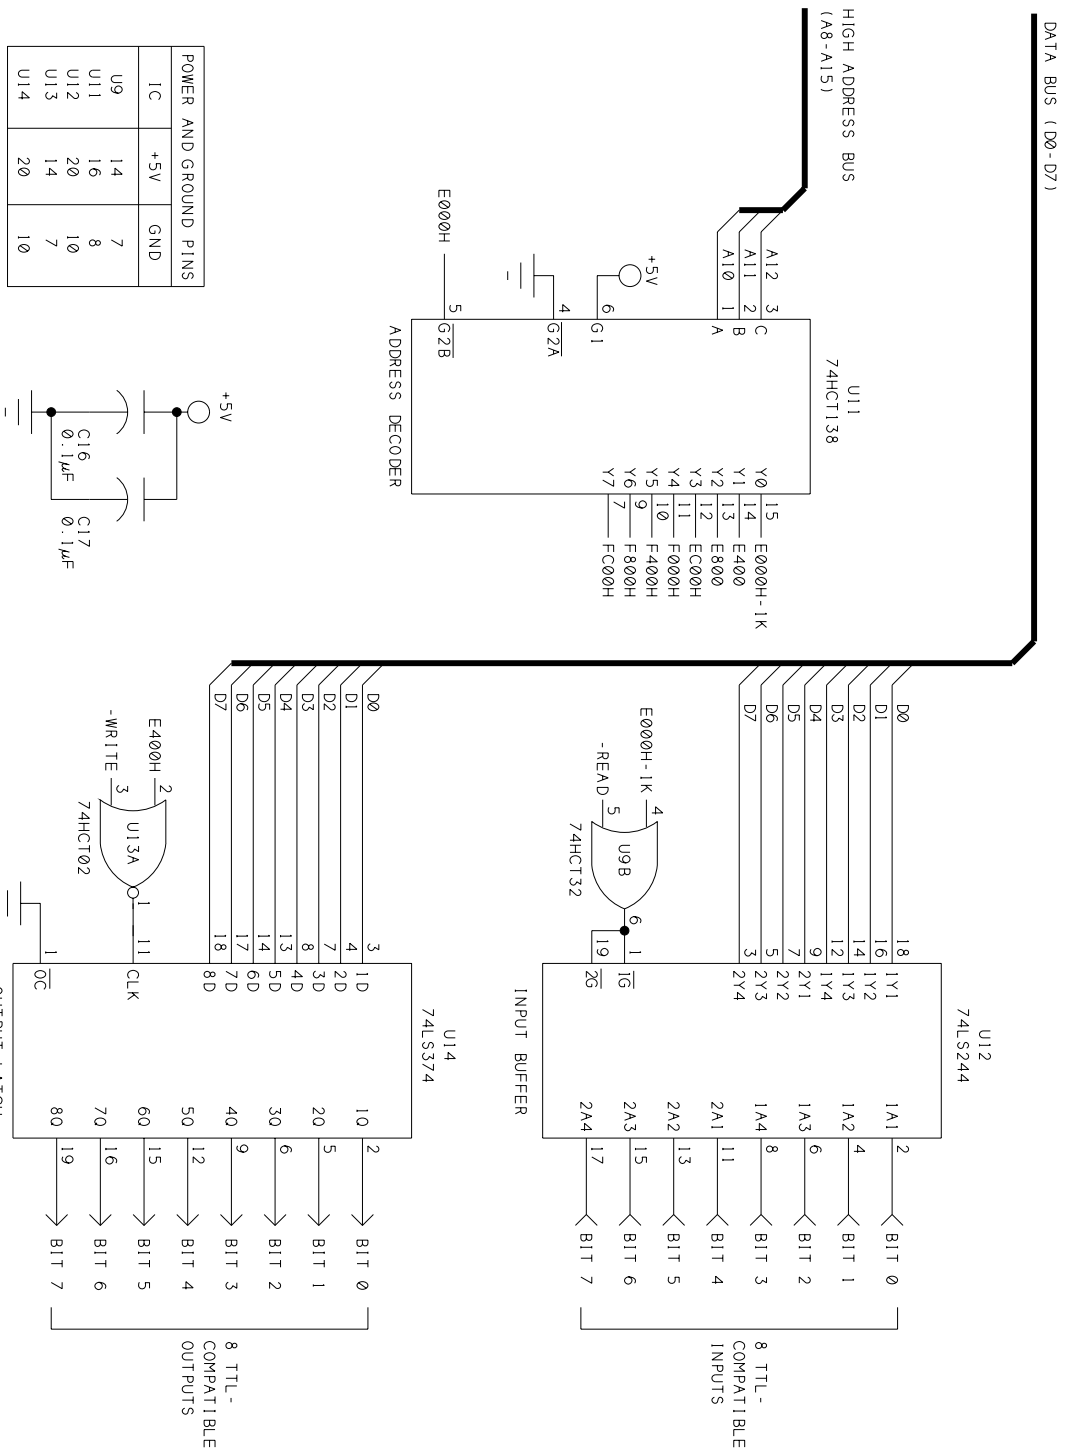 DATA BUS (D0-D7)
HIGH ADDRESS BUS
(A8-A15)
A12
A11
A10
3
2
1
C
B
A
+5V
6
G1
4
G2A
E000H
5
G2B
U11
74HCT138
ADDRESS DECODER
Y0 15 E000H-1K
Y1 14 E400
Y2 13 E800
Y3 12 EC00H
Y4 11 F000H
Y5 10 F400H
Y6 9 F800H
Y7 7 FC00H
D0 18 1Y1
D1 16 1Y2
D2 14 1Y3
D3 12 1Y4
D4 9 2Y1
D5 7 2Y2
D6 5 2Y3
D7 3 2Y4
E000H-1K 4
-READ 5
U9B
74HCT32
6
1 1G
19 2G
U12
74LS244
INPUT BUFFER
1A1 2 BIT 0
1A2 4 BIT 1
1A3 6 BIT 2
1A4 8 BIT 3
2A1 11 BIT 4
2A2 13 BIT 5
2A3 15 BIT 6
2A4 17 BIT 7
8 TTL-
COMPATIBLE
INPUTS
D0 3 1D
D1 4 2D
D2 7 3D
D3 8 4D
D4 13 5D
D5 14 6D
D6 17 7D
D7 18 8D
E400H 2
-WRITE 3
U13A
74HCT02
1
11 CLK
1 OC
U14
74LS374
OUTPUT LATCH
1Q 2 BIT 0
2Q 5 BIT 1
3Q 6 BIT 2
4Q 9 BIT 3
5Q 12 BIT 4
6Q 15 BIT 5
7Q 16 BIT 6
8Q 19 BIT 7
8 TTL-
COMPATIBLE
OUTPUTS
POWER AND GROUND PINS
IC +5V GND
U9 14 7
U11 16 8
U12 20 10
U13 14 7
U14 20 10
+5V
C16
0.1µF
C17
0.1µF